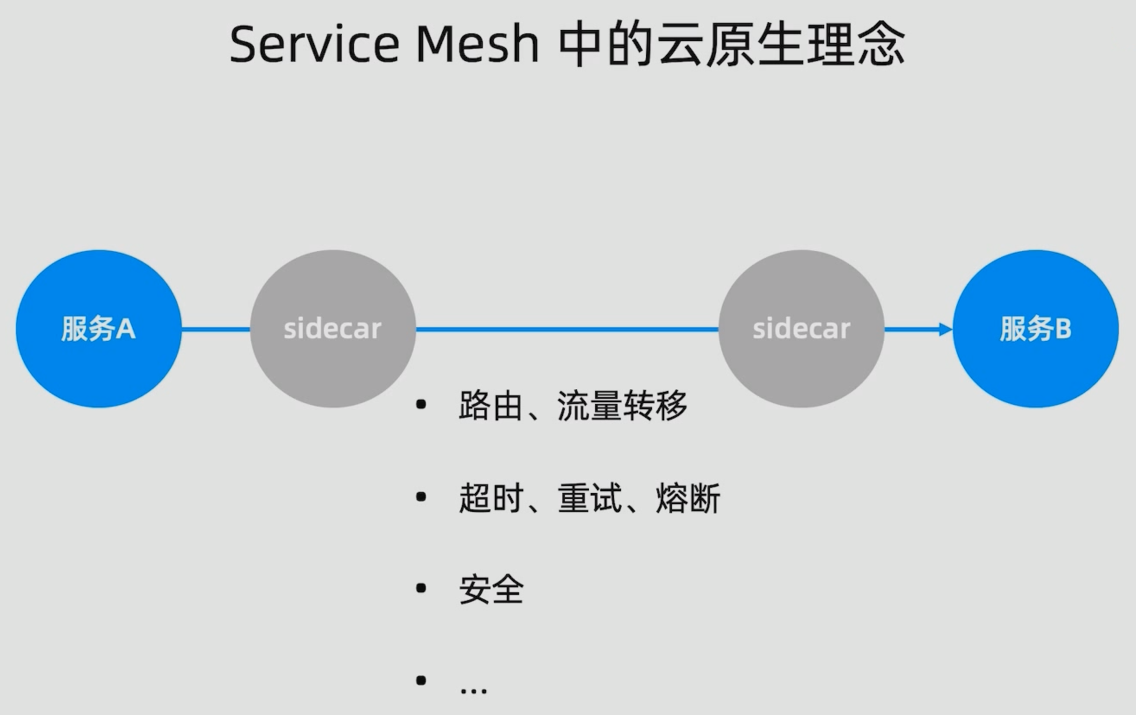 Service Mesh 中的云原生理念
服务A
sidecar
sidecar
服务B
• 路由、流量转移
• 超时、重试、熔断
• 安全
• ...